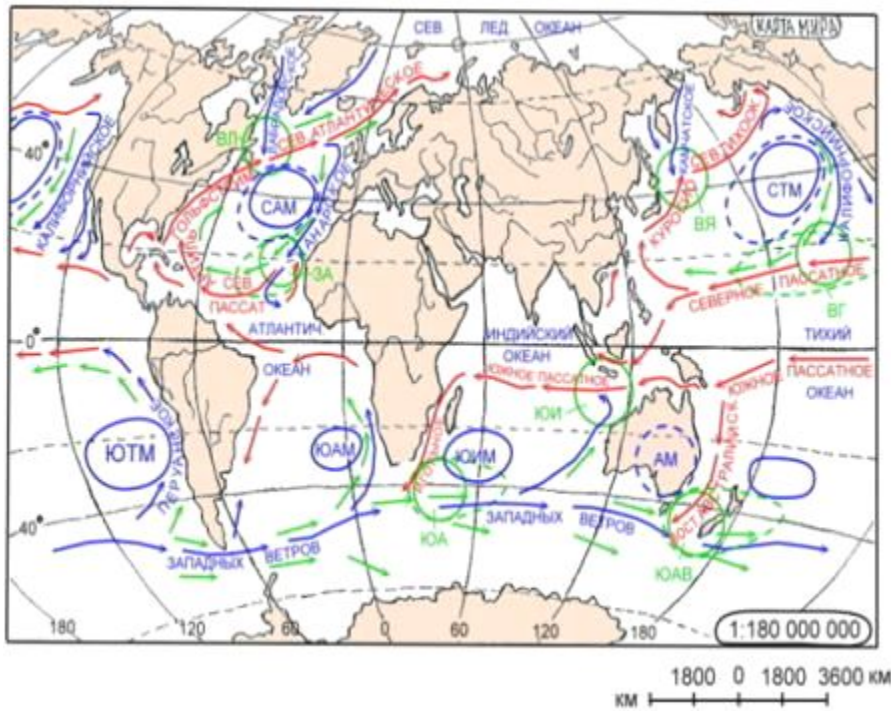 КАРТА МИРА
СЕВ ЛЕД ОКЕАН
СЕВ АТЛАНТИЧЕСКОЕ
ГОЛЬФСТРИМ
ВЛ
40°
КАЛИФОРНИЙСКОЕ
САМ
КАНАРСКОЕ
ЗА
СЕВ
ПАССАТ
КАМЧАТСКОЕ
СЕВ ТИХООК
КУРОСИО
ВЯ
СТМ
КАЛИФОРНИЙСКОЕ
СЕВЕРНОЕ ПАССАТНОЕ
ВГ
0°
АТЛАНТИЧ
ОКЕАН
ИНДИЙСКИЙ
ОКЕАН
ТИХИЙ
ОКЕАН
ЮЖНОЕ ПАССАТНОЕ
ЮЖНОЕ
ПАССАТНОЕ
ЮИ
ПЕРУАНСКОЕ
ЮТМ
ЮАМ
ЮИМ
АМ
ЮА
ЮАВ
40°
ЗАПАДНЫХ ВЕТРОВ
ЗАПАДНЫХ ВЕТРОВ
180 120 60 0 60 120 180
1:180 000 000
1800 0 1800 3600 км
км